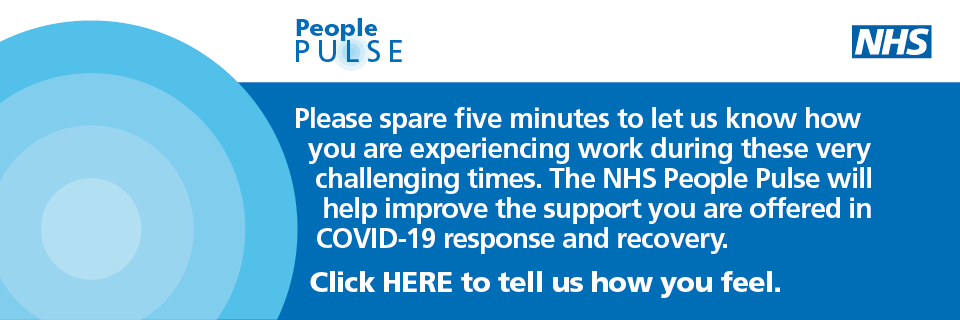 People
PULSE
NHS
Please spare five minutes to let us know how
you are experiencing work during these very
challenging times. The NHS People Pulse will
help improve the support you are offered in
COVID-19 response and recovery.
Click HERE to tell us how you feel.